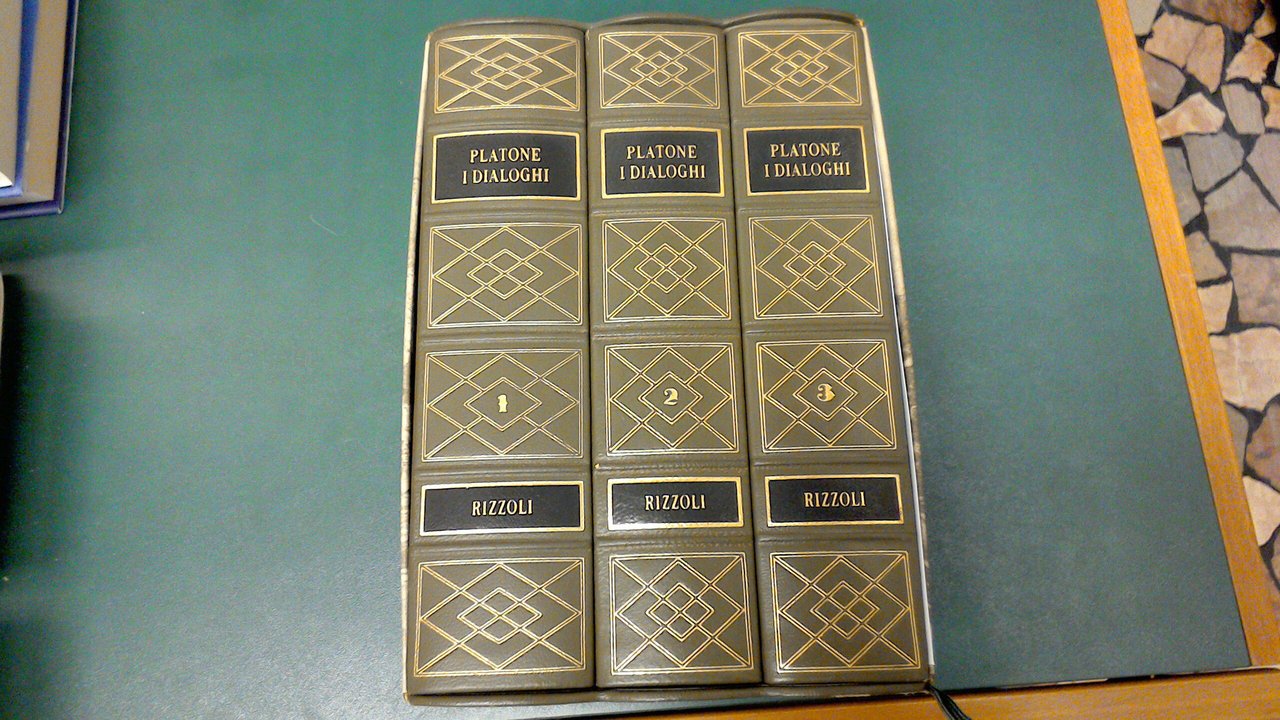 PLATONE
I DIALOGHI
1
RIZZOLI
PLATONE
I DIALOGHI
2
RIZZOLI
PLATONE
I DIALOGHI
3
RIZZOLI